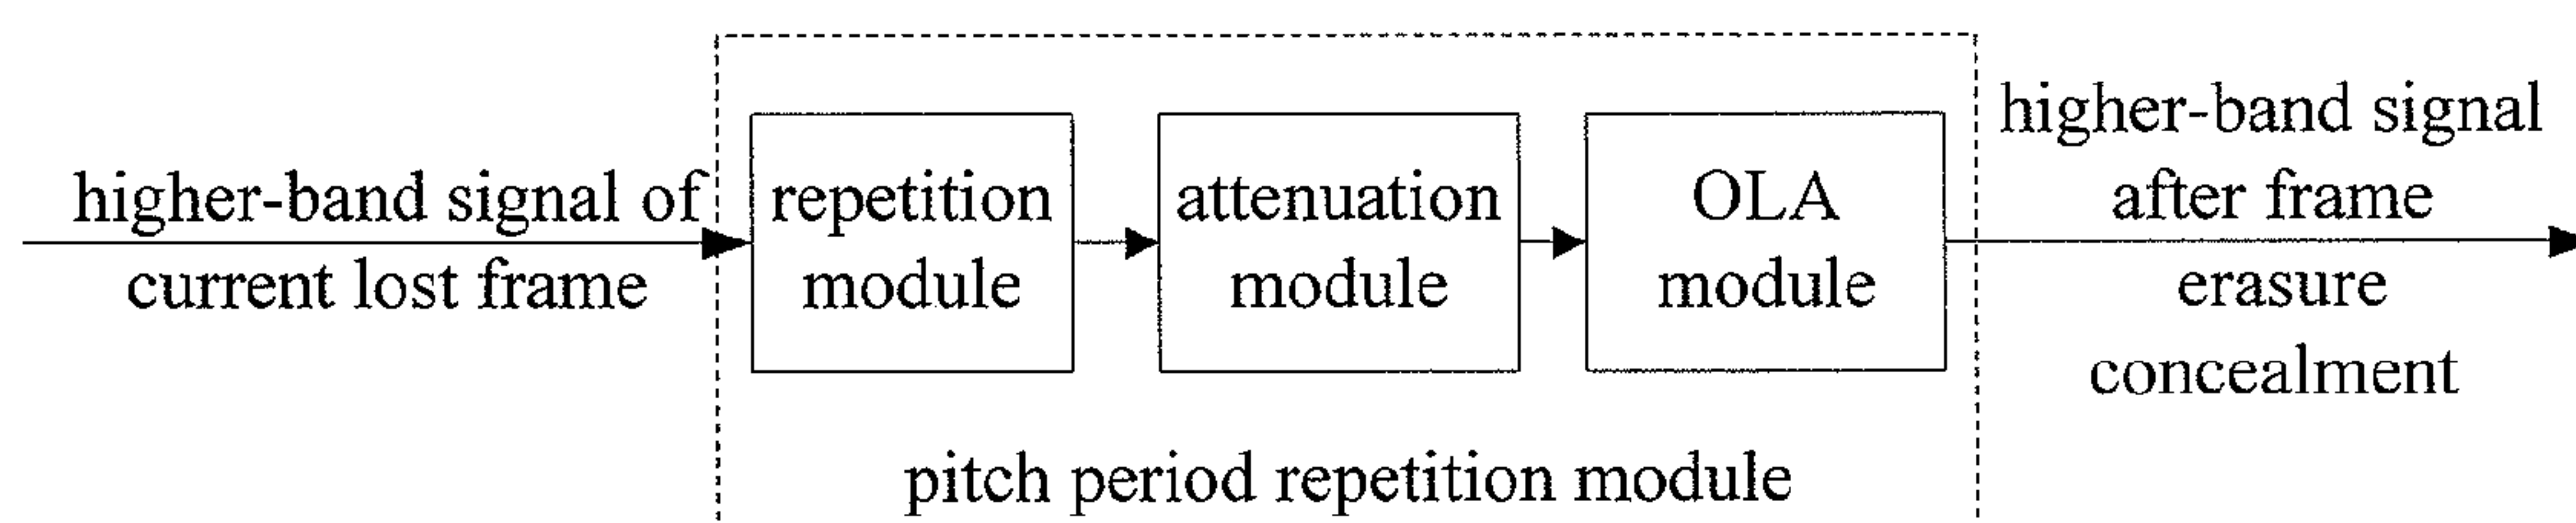 higher-band signal of
current lost frame
repetition
module
attenuation
module
OLA
module
higher-band signal
after frame
erasure
concealment
pitch period repetition module